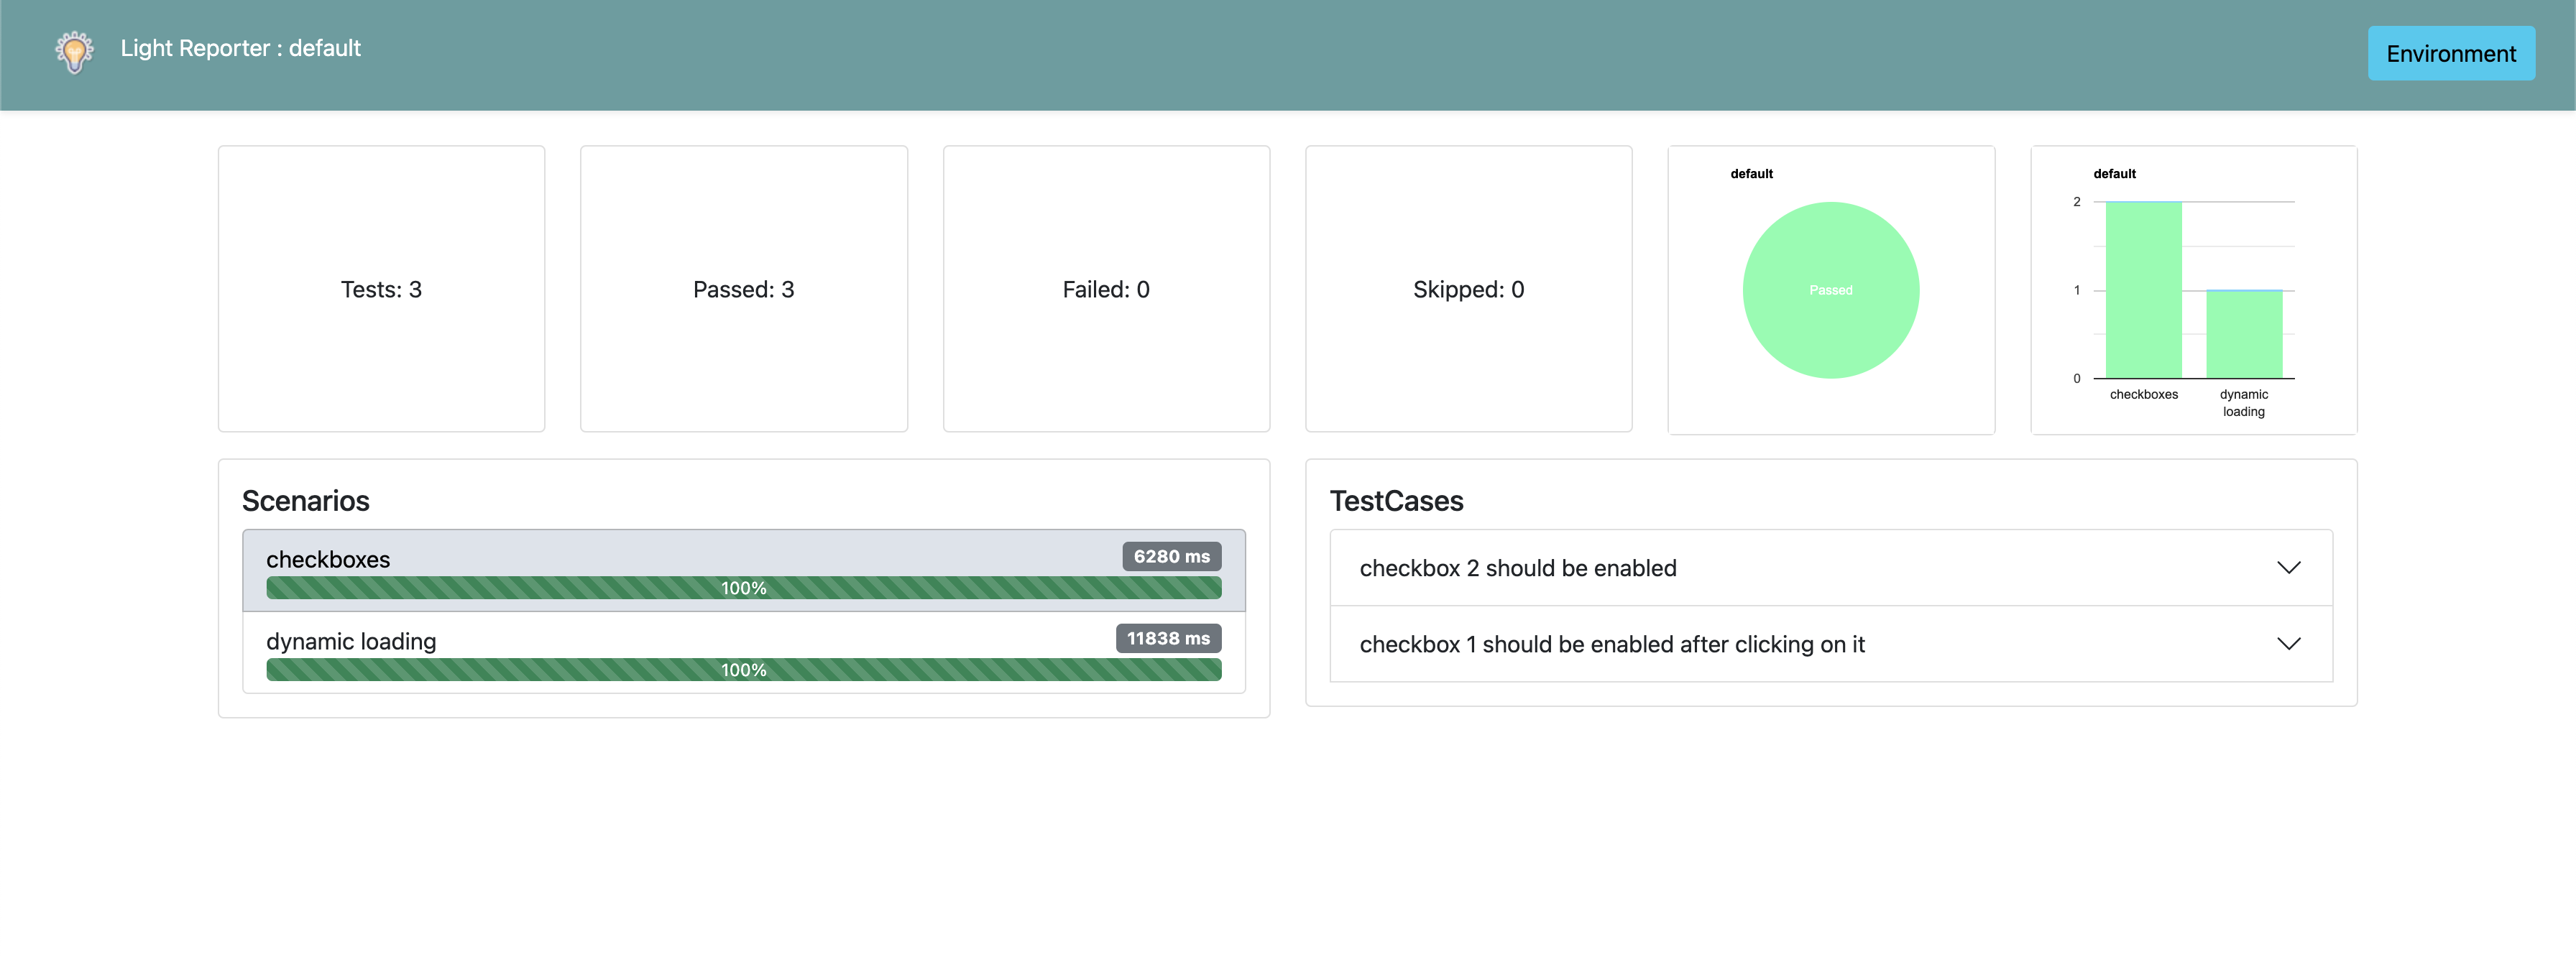 Light Reporter : default
Environment
Tests: 3
Passed: 3
Failed: 0
Skipped: 0
default
Passed
default
2
1
0
checkboxes
dynamic
loading
Scenarios
checkboxes
6280 ms
100%
dynamic loading
11838 ms
100%
TestCases
checkbox 2 should be enabled
checkbox 1 should be enabled after clicking on it